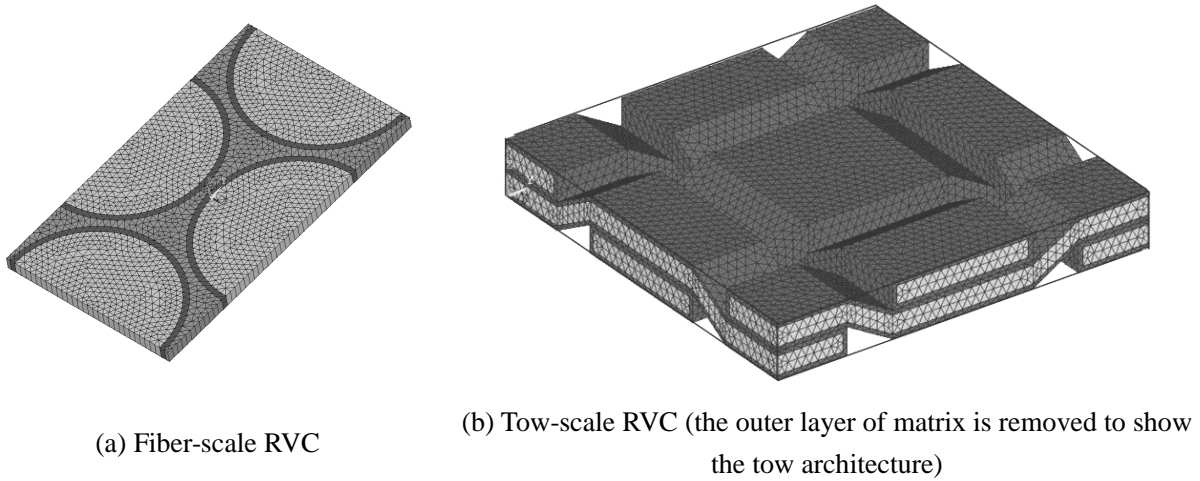 (a) Fiber-scale RVC
(b) Tow-scale RVC (the outer layer of matrix is removed to show
the tow architecture)